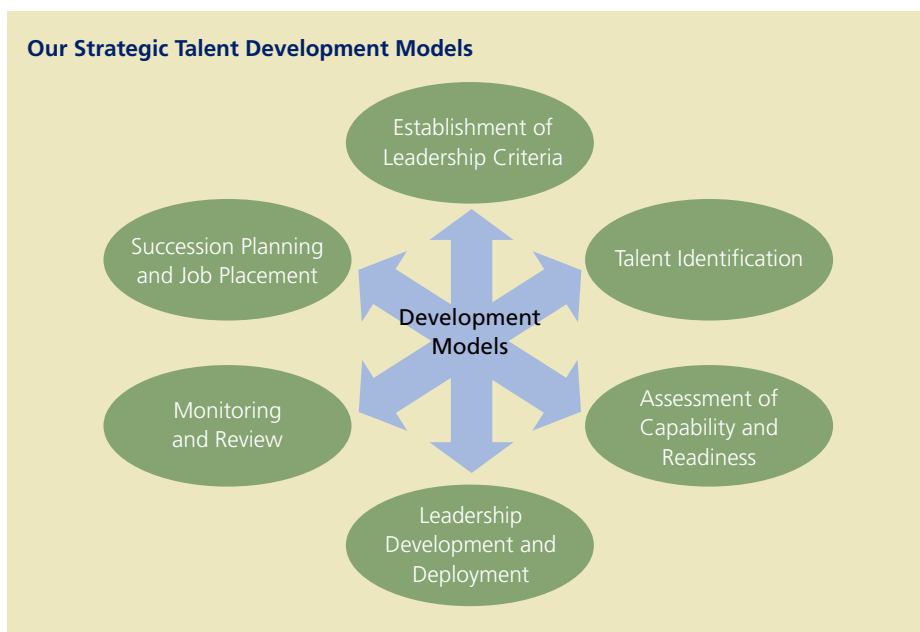 Our Strategic Talent Development Models
Establishment of
Leadership Criteria
Succession Planning
and Job Placement
Talent Identification
Development
Models
Monitoring
and Review
Assessment of
Capability and
Readiness
Leadership
Development and
Deployment